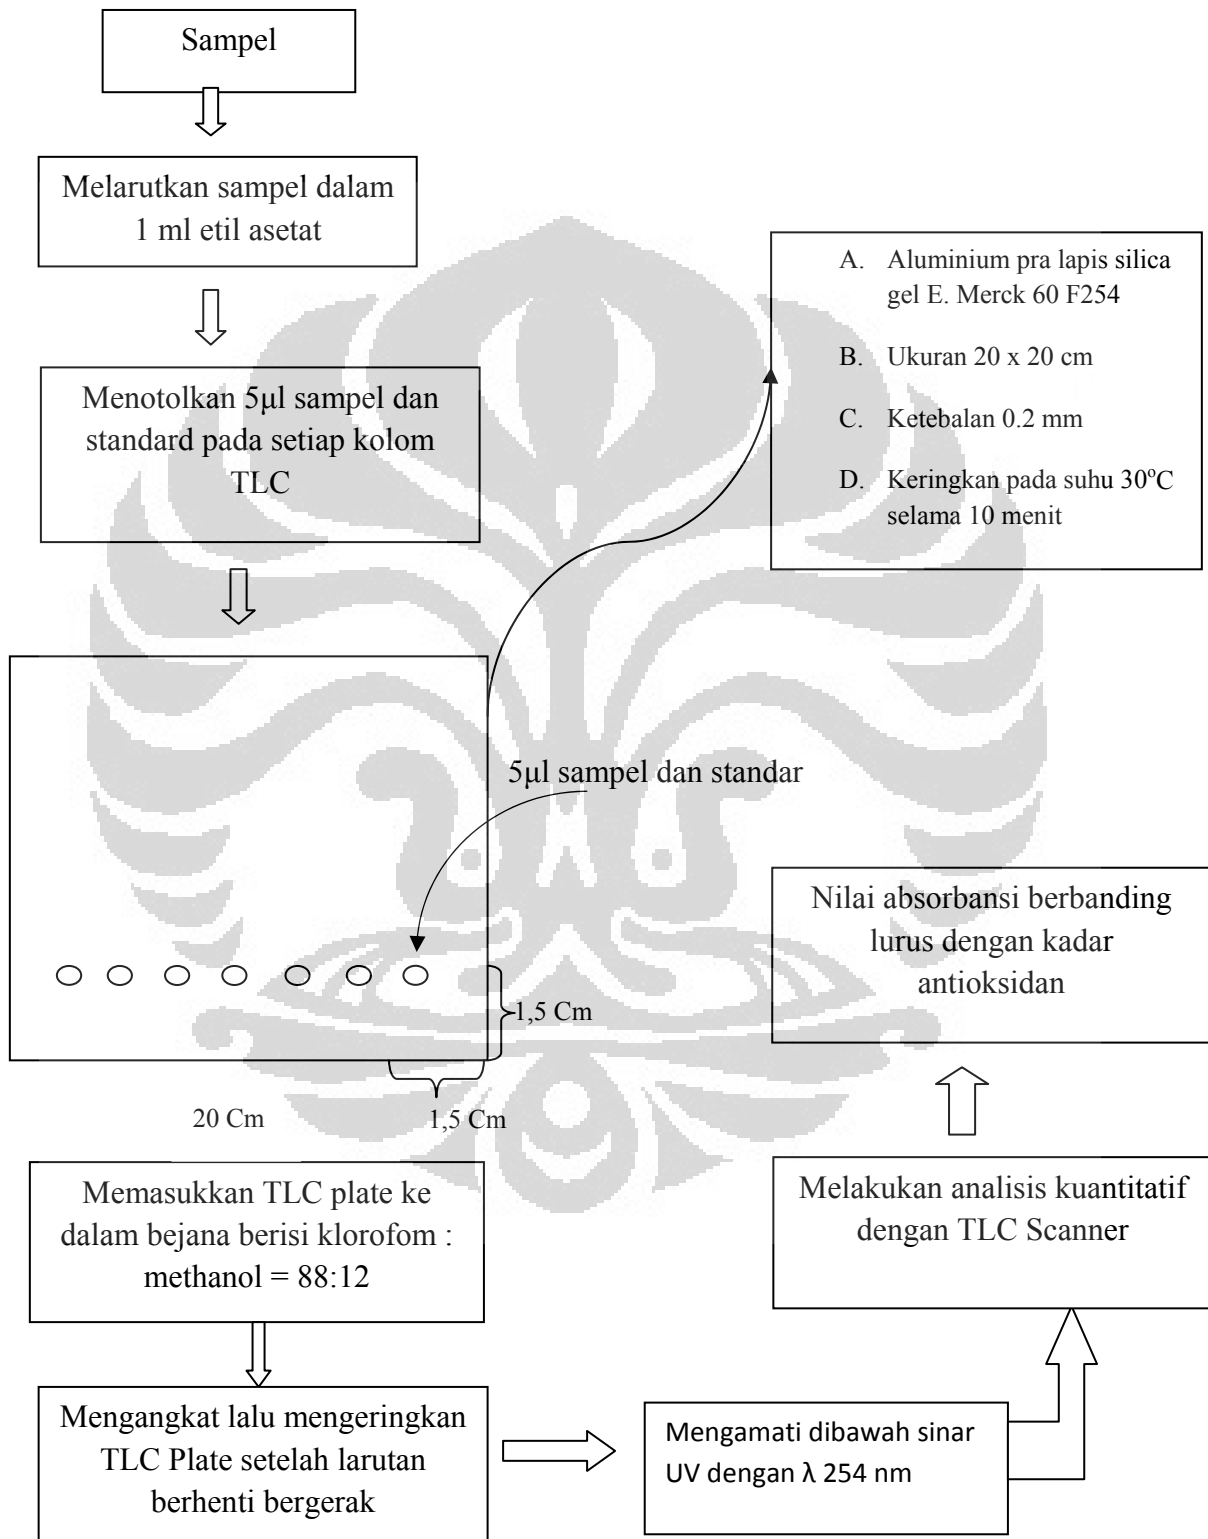 Sampel
Melarutkan sampel dalam
1 ml etil asetat
Menotolkan 5µl sampel dan
standard pada setiap kolom
TLC
A. Aluminium pra lapis silica
gel E. Merck 60 F254
B. Ukuran 20 x 20 cm
C. Ketebalan 0.2 mm
D. Keringkan pada suhu 30ºC
selama 10 menit
5µl sampel dan standar
1,5 Cm
20 Cm
1,5 Cm
Memasukkan TLC plate ke
dalam bejana berisi klorofom :
methanol = 88:12
Mengangkat lalu mengeringkan
TLC Plate setelah larutan
berhenti bergerak
Mengamati dibawah sinar
UV dengan λ 254 nm
Melakukan analisis kuantitatif
dengan TLC Scanner
Nilai absorbansi berbanding
lurus dengan kadar
antioksidan